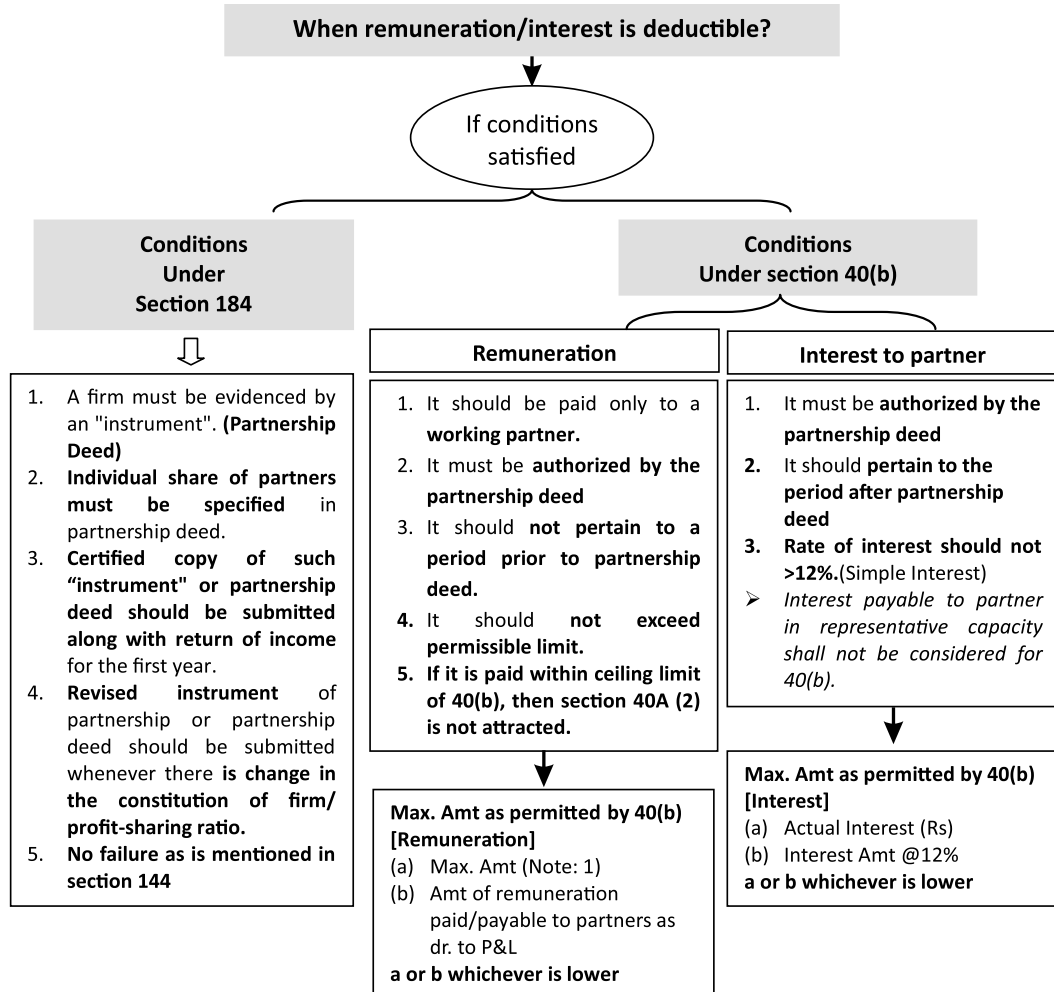 When remuneration/interest is deductible?
If conditions
satisfied
Conditions
Under
Section 184
1. A firm must be evidenced by
an "instrument". (Partnership
Deed)
2. Individual share of partners
must be specified in
partnership deed.
3. Certified copy of such
“instrument" or partnership
deed should be submitted
along with return of income
for the first year.
4. Revised instrument of
partnership or partnership
deed should be submitted
whenever there is change in
the constitution of firm/
profit-sharing ratio.
5. No failure as is mentioned in
section 144
Conditions
Under section 40(b)
Remuneration
1. It should be paid only to a
working partner.
2. It must be authorized by the
partnership deed
3. It should not pertain to a
period prior to partnership
deed.
4. It should not exceed
permissible limit.
5. If it is paid within ceiling limit
of 40(b), then section 40A (2)
is not attracted.
Max. Amt as permitted by 40(b)
[Remuneration]
(a) Max. Amt (Note: 1)
(b) Amt of remuneration
paid/payable to partners as
dr. to P&L
a or b whichever is lower
Interest to partner
1. It must be authorized by the
partnership deed
2. It should pertain to the
period after partnership
deed
3. Rate of interest should not
>12%.(Simple Interest)
➢ Interest payable to partner
in representative capacity
shall not be considered for
40(b).
Max. Amt as permitted by 40(b)
[Interest]
(a) Actual Interest (Rs)
(b) Interest Amt @12%
a or b whichever is lower